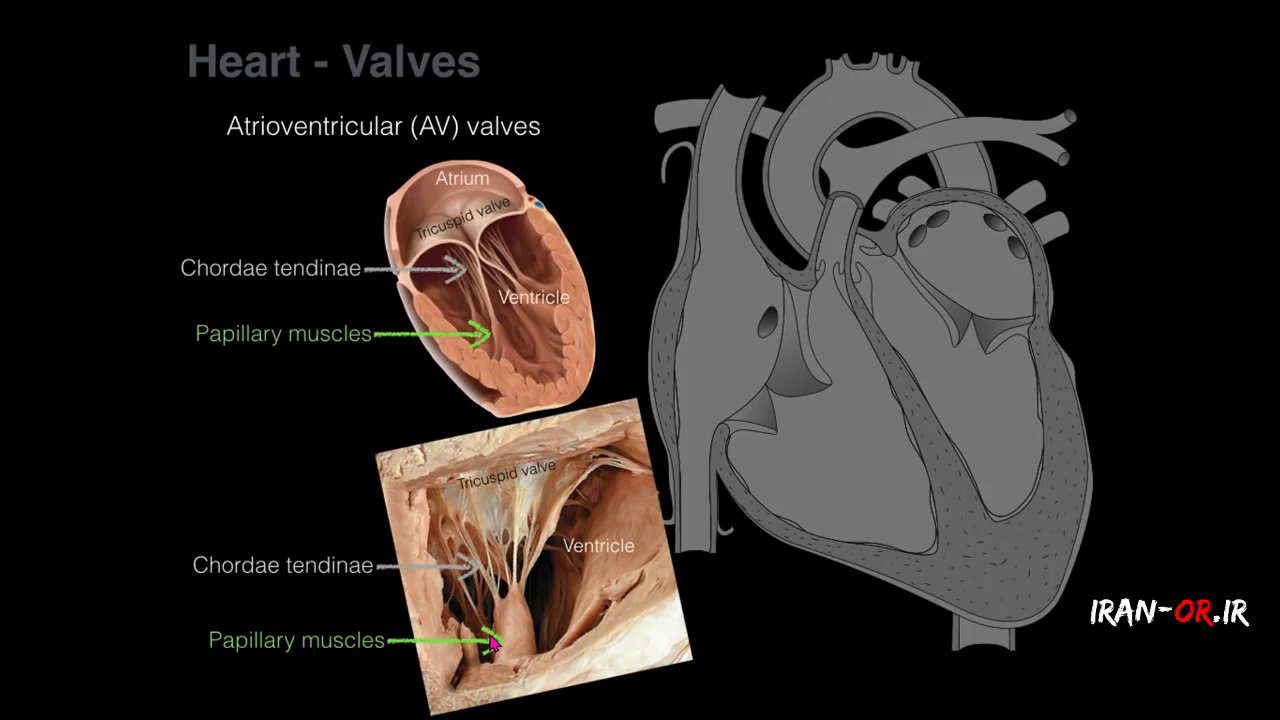 Heart - Valves
Atrioventricular (AV) valves
Atrium
Tricuspid valve
Chordae tendinae
Ventricle
Papillary muscles
Tricuspid valve
Ventricle
Chordae tendinae
Papillary muscles
IRAN-OR.IR